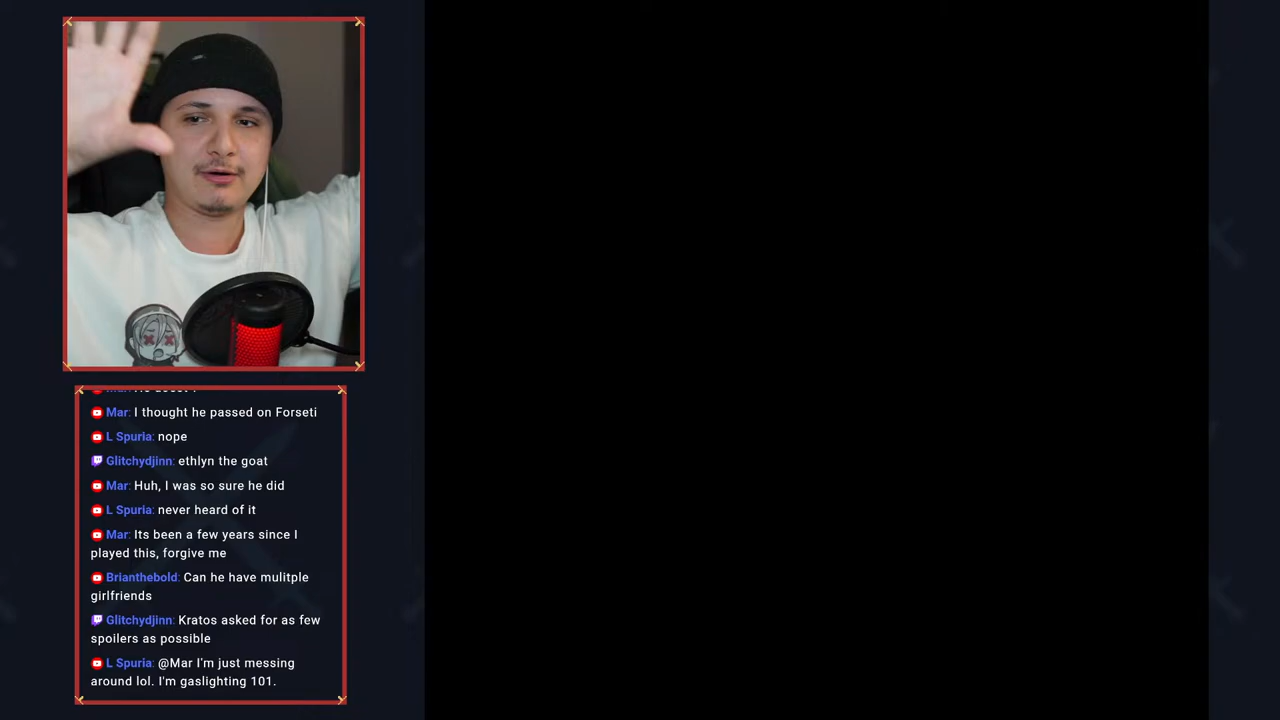 Mar: I thought he passed on Forseti
L Spuria: nope
Glitchydjinn: ethlyn the goat
Mar: Huh, I was so sure he did
L Spuria: never heard of it
Mar: Its been a few years since I
played this, forgive me
Brianthebold: Can he have mulitple
girlfriends
Glitchydjinn: Kratos asked for as few
spoilers as possible
L Spuria: @Mar I'm just messing
around lol. I'm gaslighting 101.